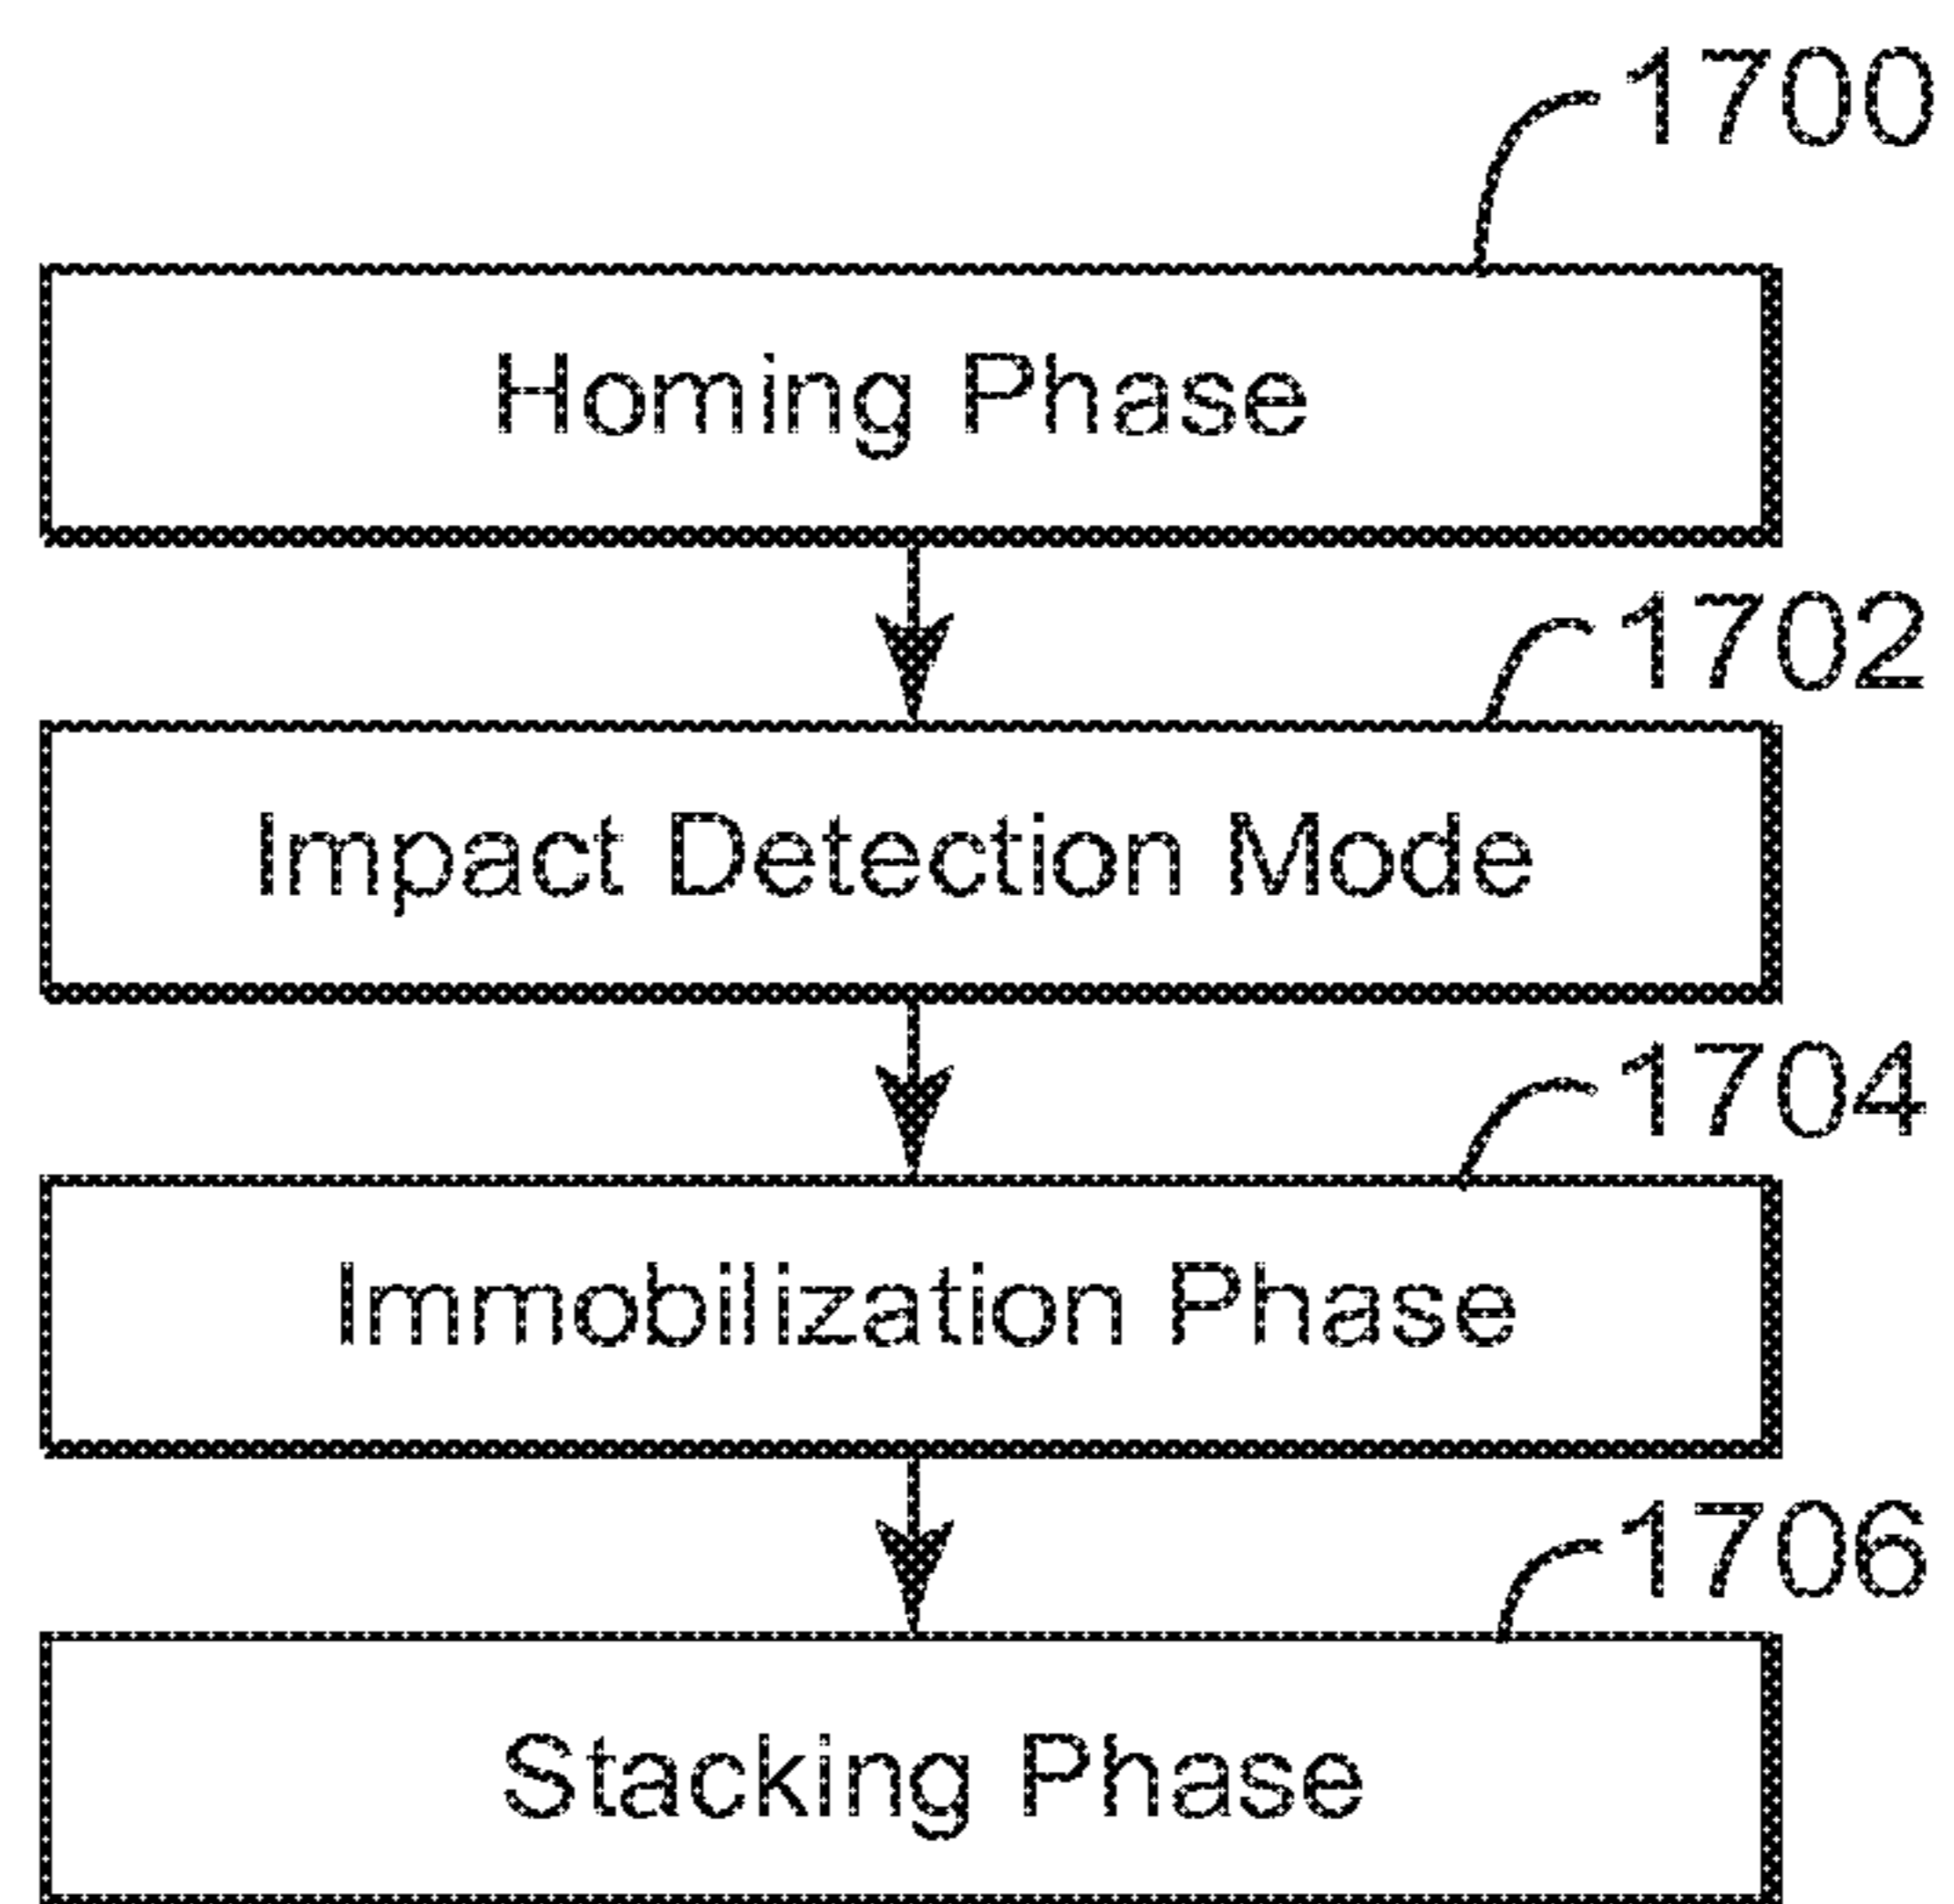 1700
Homing Phase
1702
Impact Detection Mode
1704
Immobilization Phase
1706
Stacking Phase